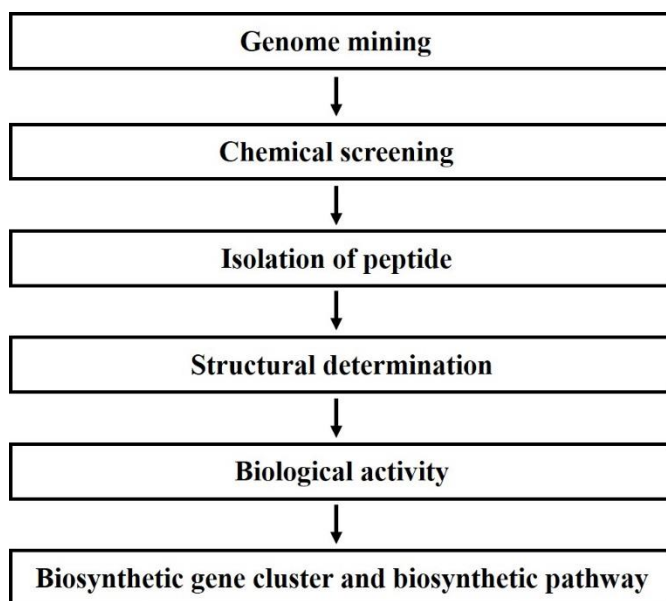 Genome mining
Chemical screening
Isolation of peptide
Structural determination
Biological activity
Biosynthetic gene cluster and biosynthetic pathway